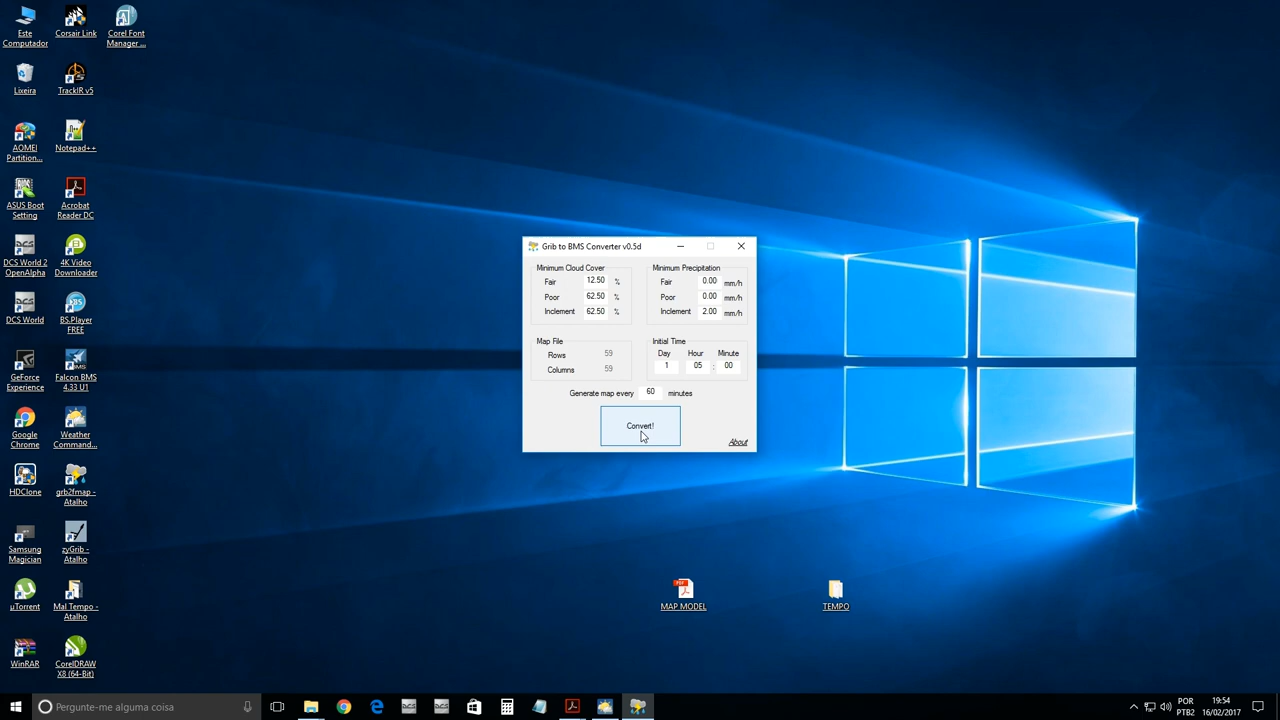 Este
Computador
Corsair Link
Corel Font
Manager ...
Lixeira
TrackIR v5
AOMEI
Partition...
Notepad++
ASUS Boot
Setting
Acrobat
Reader DC
DCS World 2
OpenAlpha
4K Video
Downloader
DCS World
BS.Player
FREE
GeForce
Experience
Falcon BMS
4.33 U1
Google
Chrome
Weather
Command...
HDClone
grb2fmap -
Atalho
Samsung
Magician
zyGrib -
Atalho
µTorrent
Mal Tempo -
Atalho
WinRAR
CorelDRAW
X8 (64-Bit)
Grib to BMS Converter v0.5d
Minimum Cloud Cover
Fair 12.50 %
Poor 62.50 %
Inclement 62.50 %
Minimum Precipitation
Fair 0.00 mm/h
Poor 0.00 mm/h
Inclement 2.00 mm/h
Map File
Rows 59
Columns 59
Initial Time
Day Hour Minute
1 05 : 00
Generate map every 60 minutes
Convert!
About
MAP MODEL
TEMPO
Pergunte-me alguma coisa
POR
PTB2
19:54
16/02/2017